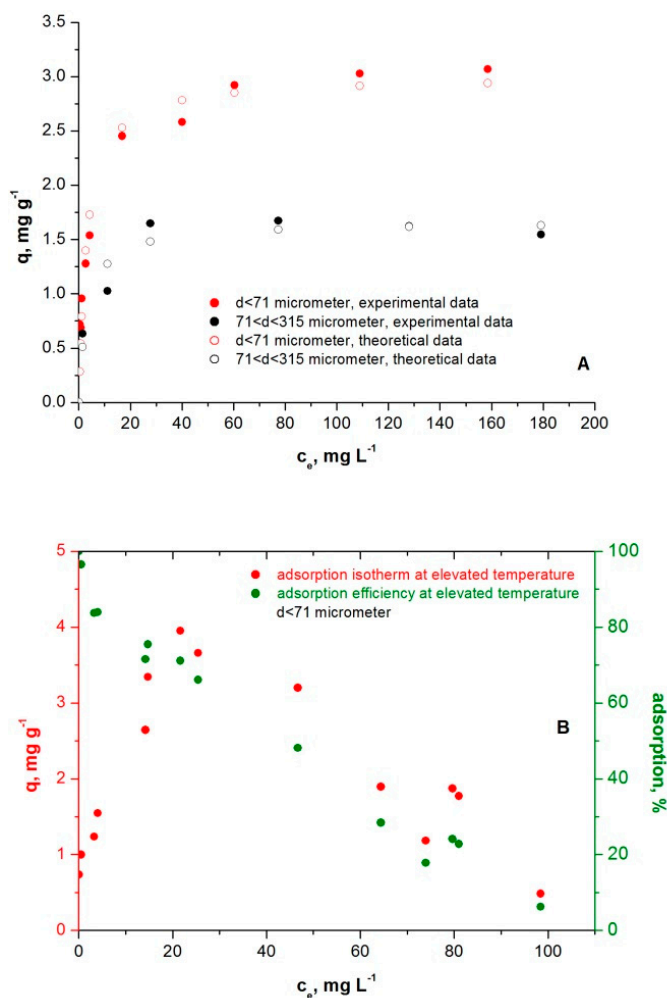 3.5
3.0
2.5
2.0
1.5
1.0
0.5
0.0
q, mg g⁻¹
d<71 micrometer, experimental data
71<d<315 micrometer, experimental data
d<71 micrometer, theoretical data
71<d<315 micrometer, theoretical data
A
0 20 40 60 80 100 120 140 160 180 200
cₑ, mg L⁻¹
5
4
3
2
1
0
q, mg g⁻¹
adsorption isotherm at elevated temperature
adsorption efficiency at elevated temperature
d<71 micrometer
B
100
80
60
40
20
0
adsorption, %
0 20 40 60 80 100
cₑ, mg L⁻¹